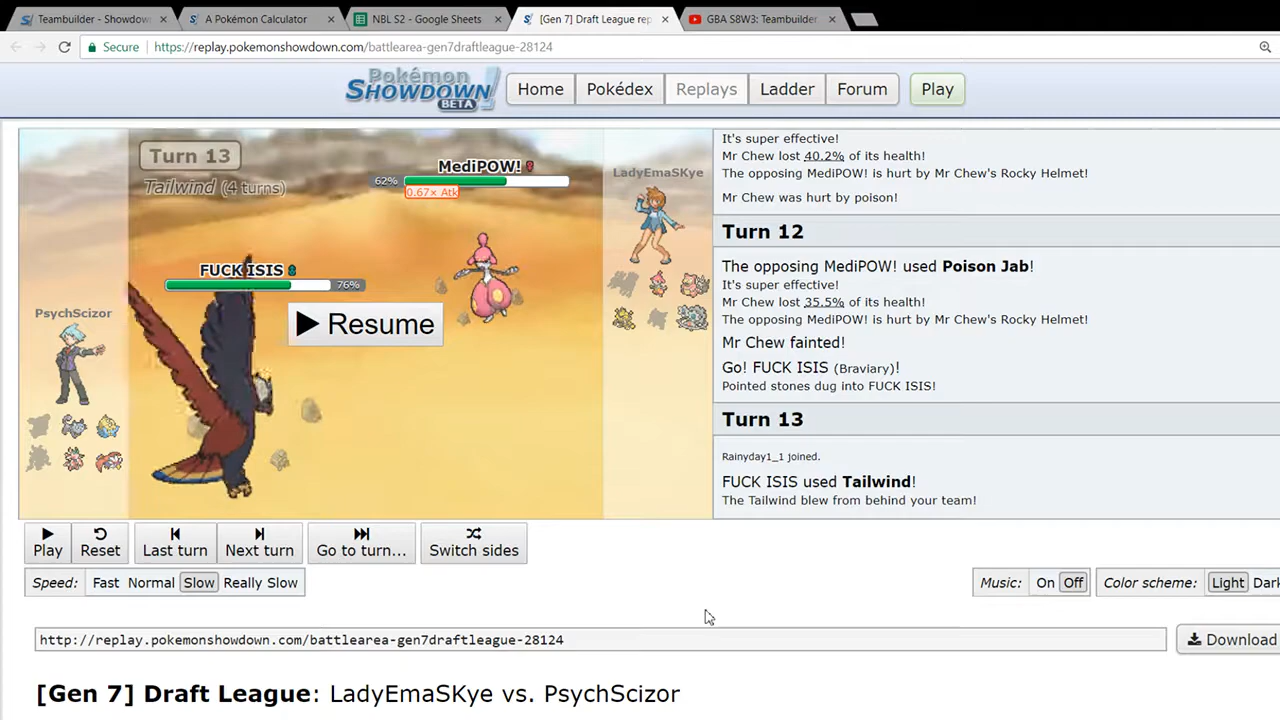 Teambuilder - Showdow
A Pokémon Calculator
NBL S2 - Google Sheets
[Gen 7] Draft League rep
GBA S8W3: Teambuilder
Secure
https://replay.pokemonshowdown.com/battlearea-gen7draftleague-28124
Pokémon
SHOWDOWN!
BETA
Home
Pokédex
Replays
Ladder
Forum
Play
Turn 13
Tailwind (4 turns)
MediPOW!
62%
0.67× Atk
LadyEmaSKye
FUCK ISIS
76%
Resume
PsychScizor
It's super effective!
Mr Chew lost 40.2% of its health!
The opposing MediPOW! is hurt by Mr Chew's Rocky Helmet!
Mr Chew was hurt by poison!
Turn 12
The opposing MediPOW! used Poison Jab!
It's super effective!
Mr Chew lost 35.5% of its health!
The opposing MediPOW! is hurt by Mr Chew's Rocky Helmet!
Mr Chew fainted!
Go! FUCK ISIS (Braviary)!
Pointed stones dug into FUCK ISIS!
Turn 13
Rainyday1_1 joined.
FUCK ISIS used Tailwind!
The Tailwind blew from behind your team!
Play
Reset
Last turn
Next turn
Go to turn...
Switch sides
Speed: Fast Normal Slow Really Slow
Music: On Off
Color scheme: Light Dark
http://replay.pokemonshowdown.com/battlearea-gen7draftleague-28124
Download
[Gen 7] Draft League: LadyEmaSKye vs. PsychScizor